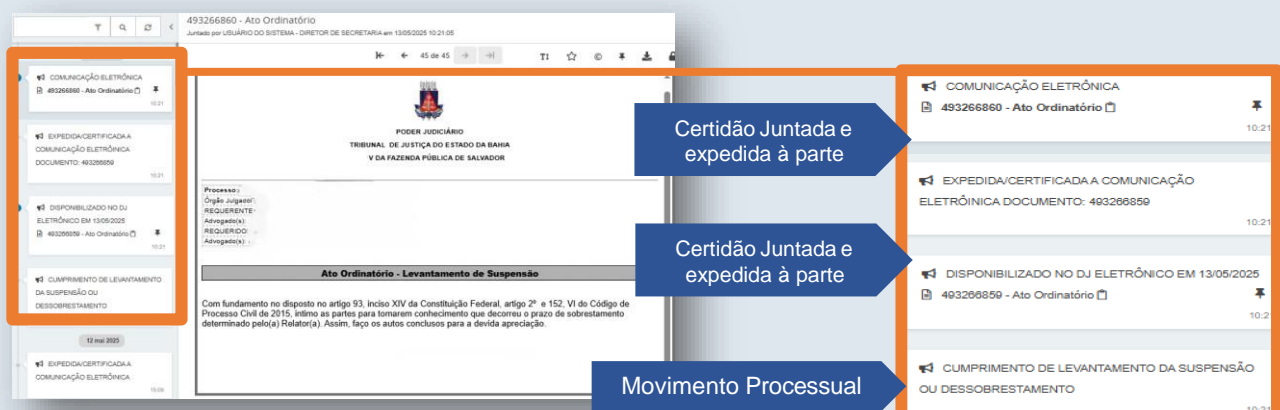 493266860 - Ato Ordinatório
Juntado por USUÁRIO DO SISTEMA - DIRETOR DE SECRETARIA em 13/05/2025 10:21:05
45 de 45
COMUNICAÇÃO ELETRÔNICA
493266860 - Ato Ordinatório
10:21
EXPEDIDA/CERTIFICADA A
COMUNICAÇÃO ELETRÔINICA
DOCUMENTO: 493266859
10:21
DISPONIBILIZADO NO DJ
ELETRÔNICO EM 13/05/2025
493266859 - Ato Ordinatório
10:21
CUMPRIMENTO DE LEVANTAMENTO
DA SUSPENSÃO OU
DESSOBRESTAMENTO
12 mai 2025
EXPEDIDA/CERTIFICADA A
COMUNICAÇÃO ELETRÔNICA
PODER JUDICIÁRIO
TRIBUNAL DE JUSTIÇA DO ESTADO DA BAHIA
V DA FAZENDA PÚBLICA DE SALVADOR
Processo:
Órgão Julgador:
REQUERENTE:
Advogado(s):
REQUERIDO:
Advogado(s):
Ato Ordinatório - Levantamento de Suspensão
Com fundamento no disposto no artigo 93, inciso XIV da Constituição Federal, artigo 2º e 152, VI do Código de
Processo Civil de 2015, intimo as partes para tomarem conhecimento que decorreu o prazo de sobrestamento
determinado pelo(a) Relator(a). Assim, faço os autos conclusos para a devida apreciação.
Certidão Juntada e
expedida à parte
Certidão Juntada e
expedida à parte
Movimento Processual
COMUNICAÇÃO ELETRÔNICA
493266860 - Ato Ordinatório
10:21
EXPEDIDA/CERTIFICADA A COMUNICAÇÃO
ELETRÔINICA DOCUMENTO: 493266859
10:21
DISPONIBILIZADO NO DJ ELETRÔNICO EM 13/05/2025
493266859 - Ato Ordinatório
10:21
CUMPRIMENTO DE LEVANTAMENTO DA SUSPENSÃO
OU DESSOBRESTAMENTO
10:21